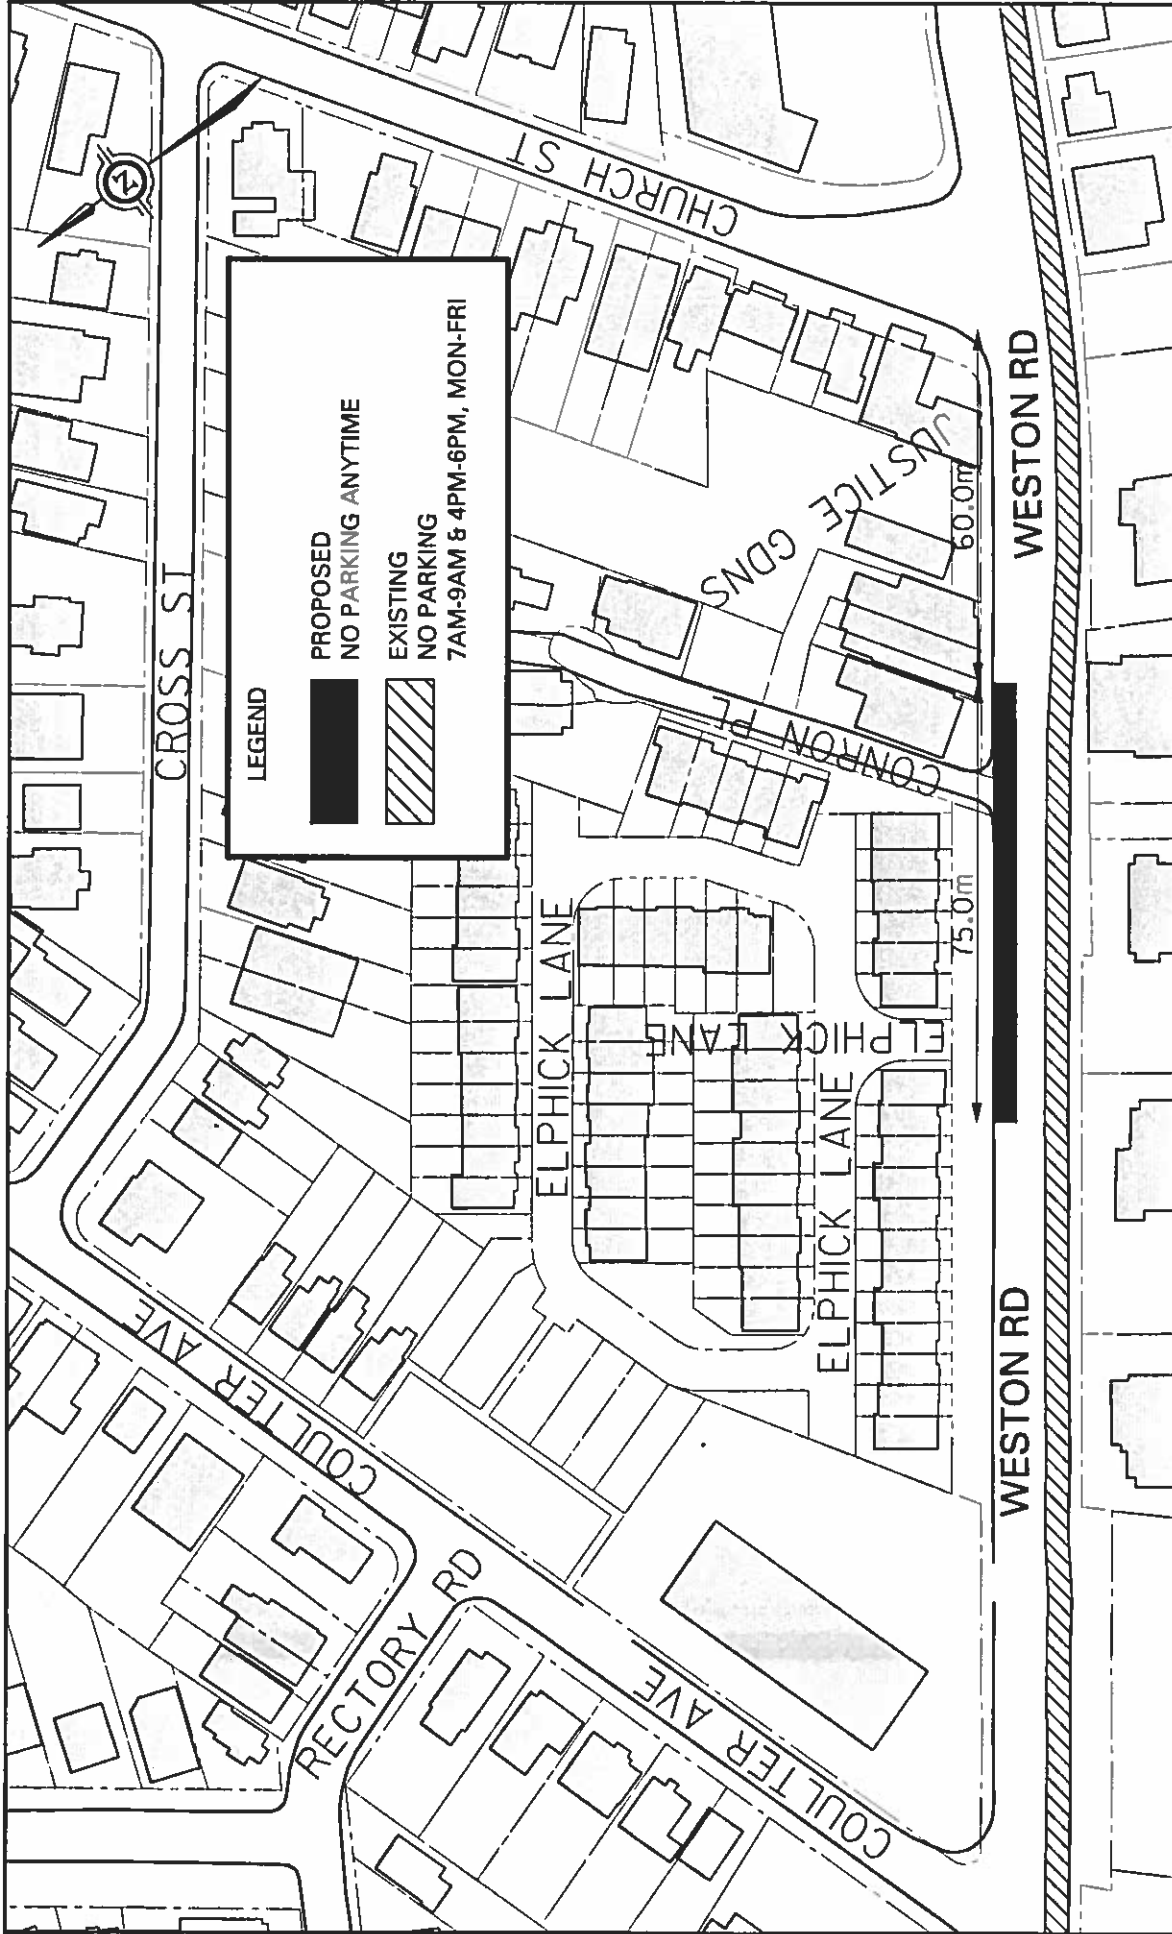 N
CROSS ST
CHURCH ST
LEGEND
PROPOSED
NO PARKING ANYTIME
EXISTING
NO PARKING
7AM-9AM & 4PM-6PM, MON-FRI
JUSTICE GDNS
CONRON PL
ELPHICK LANE
ELPHICK LANE
ELPHICK LANE
COULTER AVE
RECTORY RD
COULTER AVE
75.0m
60.0m
WESTON RD
WESTON RD